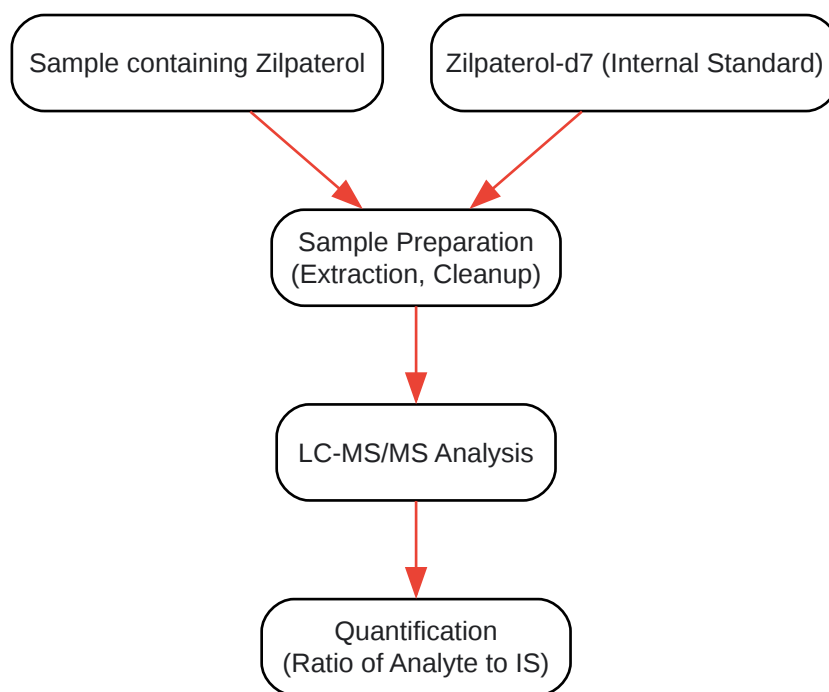 Sample containing Zilpaterol
Zilpaterol-d7 (Internal Standard)
Sample Preparation
(Extraction, Cleanup)
LC-MS/MS Analysis
Quantification
(Ratio of Analyte to IS)